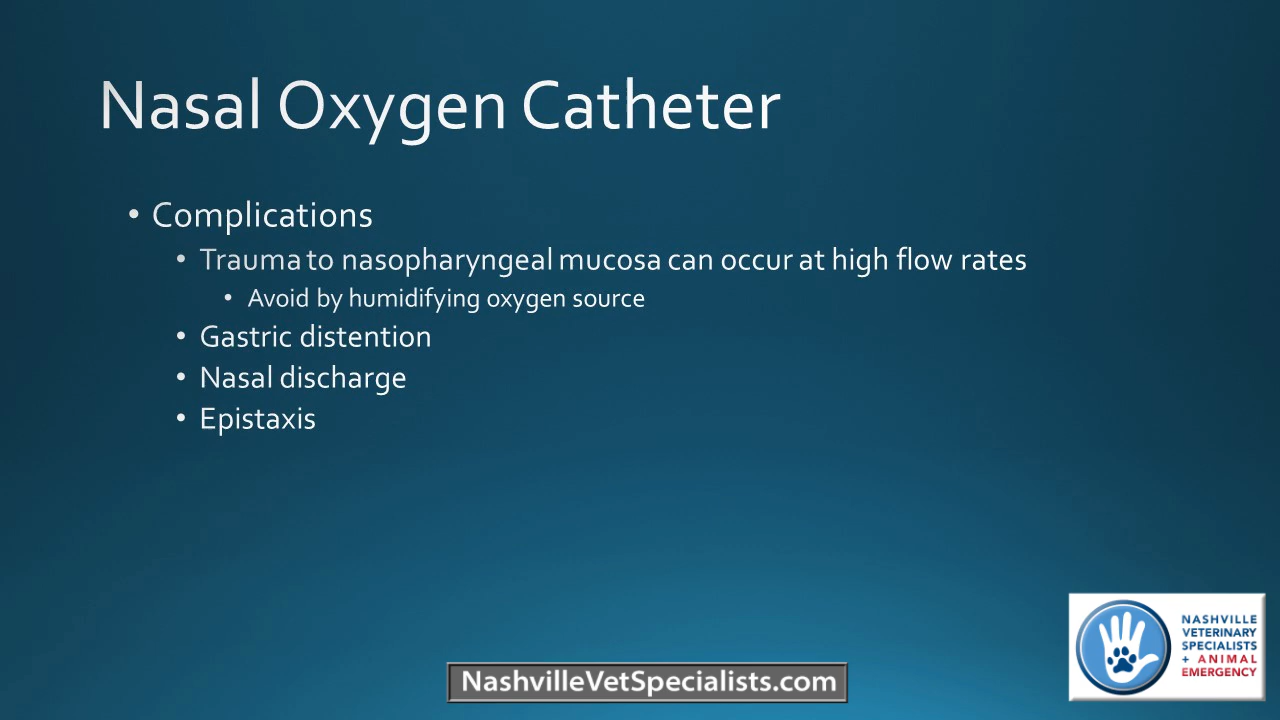 Nasal Oxygen Catheter
• Complications
• Trauma to nasopharyngeal mucosa can occur at high flow rates
• Avoid by humidifying oxygen source
• Gastric distention
• Nasal discharge
• Epistaxis
NASHVILLE
VETERINARY
SPECIALISTS
+ ANIMAL
EMERGENCY
NashvilleVetSpecialists.com